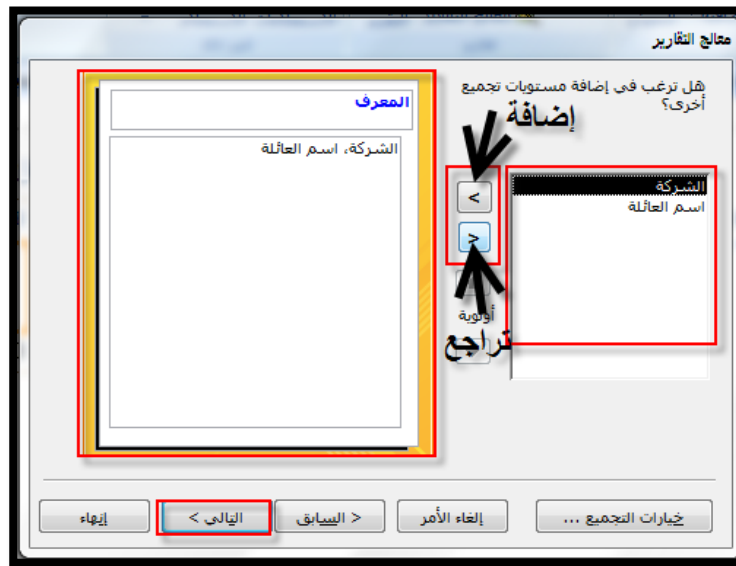 معالج التقارير
هل ترغب في إضافة مستويات تجميع
أخرى؟
إضافة
الشركة
اسم العائلة
>
<
أولوية
تراجع
المعرف
الشركة، اسم العائلة
خيارات التجميع ...
إلغاء الأمر
< السابق
التالي >
إنهاء